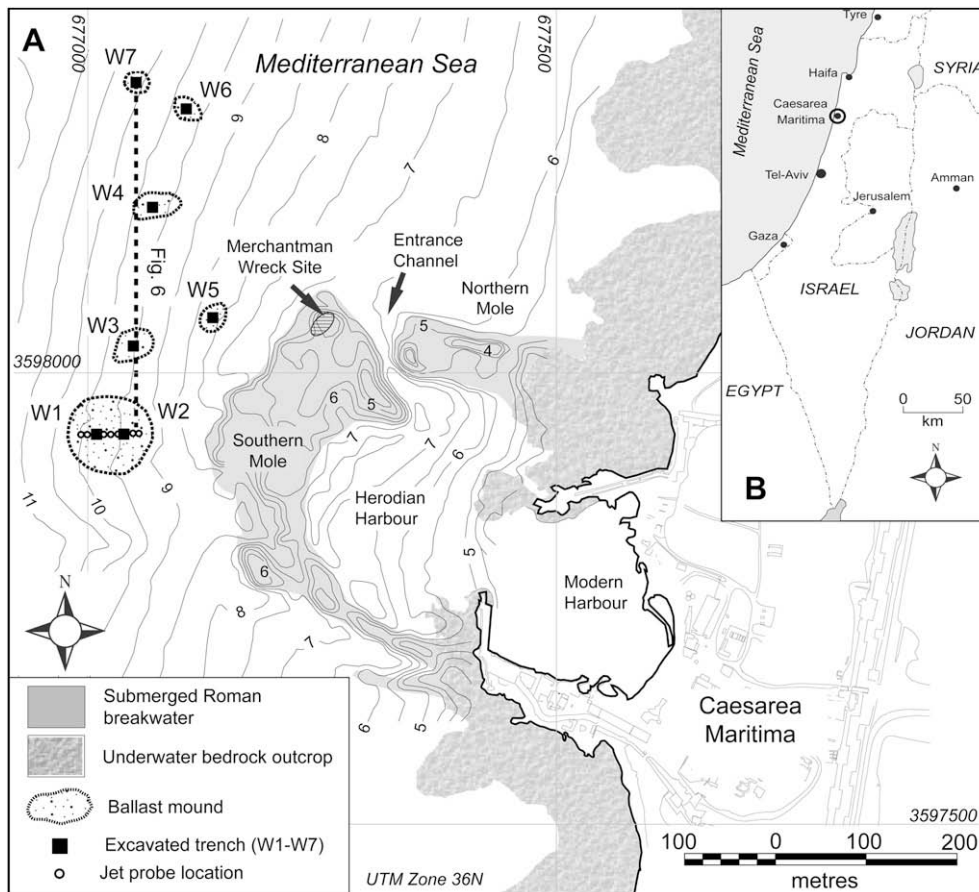 A
677000
677500
Mediterranean Sea
W7
W6
6
8
7
6
W4
Fig. 6
Merchantman
Wreck Site
Entrance
Channel
Northern
Mole
W5
5
4
W3
3598000
6
5
W1
W2
7
7
6
Southern
Mole
9
10
11
Herodian
Harbour
5
6
8
7
Modern
Harbour
6
5
Caesarea
Maritima
N
3597500
UTM Zone 36N
100 0 100 200
metres
Submerged Roman
breakwater
Underwater bedrock outcrop
Ballast mound
Excavated trench (W1-W7)
Jet probe location
B
Tyre
Mediterranean Sea
Haifa
SYRIA
Caesarea
Maritima
Tel-Aviv
Amman
Jerusalem
Gaza
ISRAEL
JORDAN
EGYPT
0 50
km
N